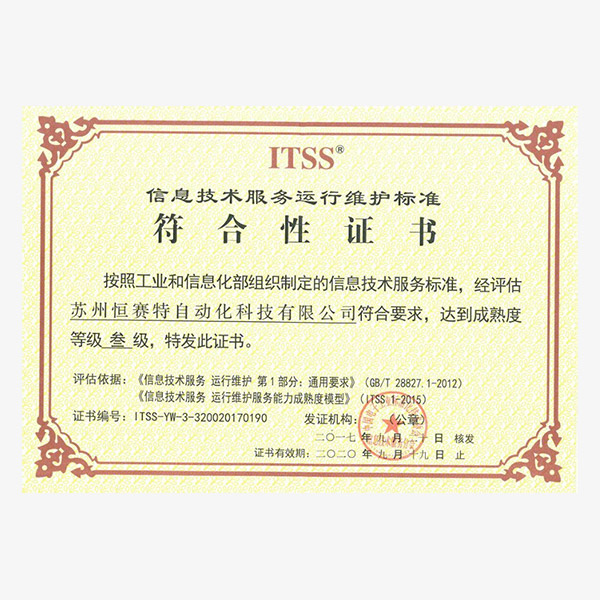 ITSS®
信息技术服务运行维护标准
符合性证书
按照工业和信息化部组织制定的信息技术服务标准，经评估
苏州恒赛特自动化科技有限公司符合要求，达到成熟度
等级 叁 级，特发此证书。
评估依据：《信息技术服务 运行维护 第1部分：通用要求》（GB/T 28827.1-2012）
《信息技术服务 运行维护服务能力成熟度模型》（ITSS.1-2015）
证书编号：ITSS-YW-3-320020170190
发证机构：（公章）
二〇一七年 九月 二十日 核发
证书有效期：二〇二〇年 九月 十九日 止